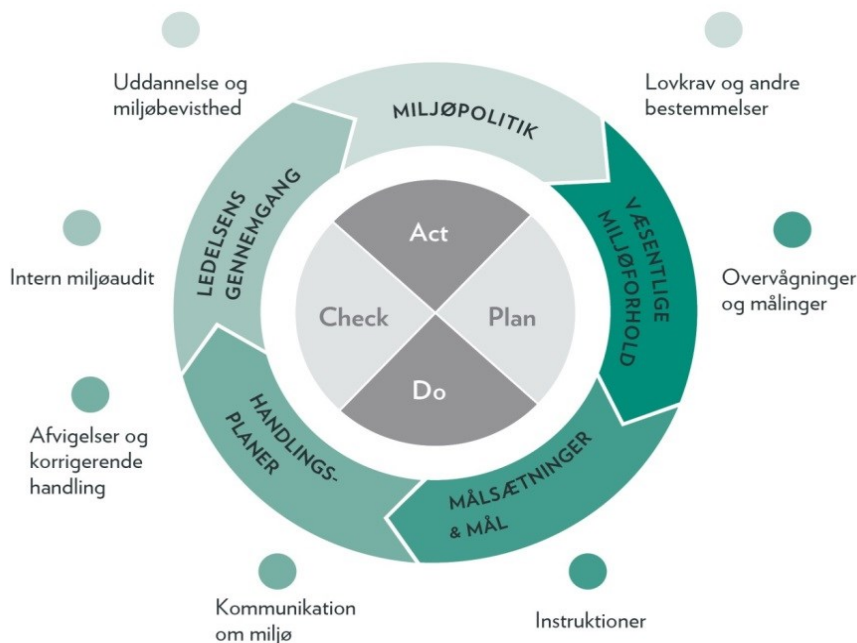 Uddannelse og
miljøbevisthed
Lovkrav og andre
bestemmelser
MILJØPOLITIK
LEDELSENS
GENNEMGANG
VÆSENTLIGE
MILJØFORHOLD
Act
Check
Plan
Do
Intern miljøaudit
Overvågninger
og målinger
HANDLINGS-
PLANER
MÅLSÆTNINGER
& MÅL
Afvigelser og
korrigerende
handling
Kommunikation
om miljø
Instruktioner